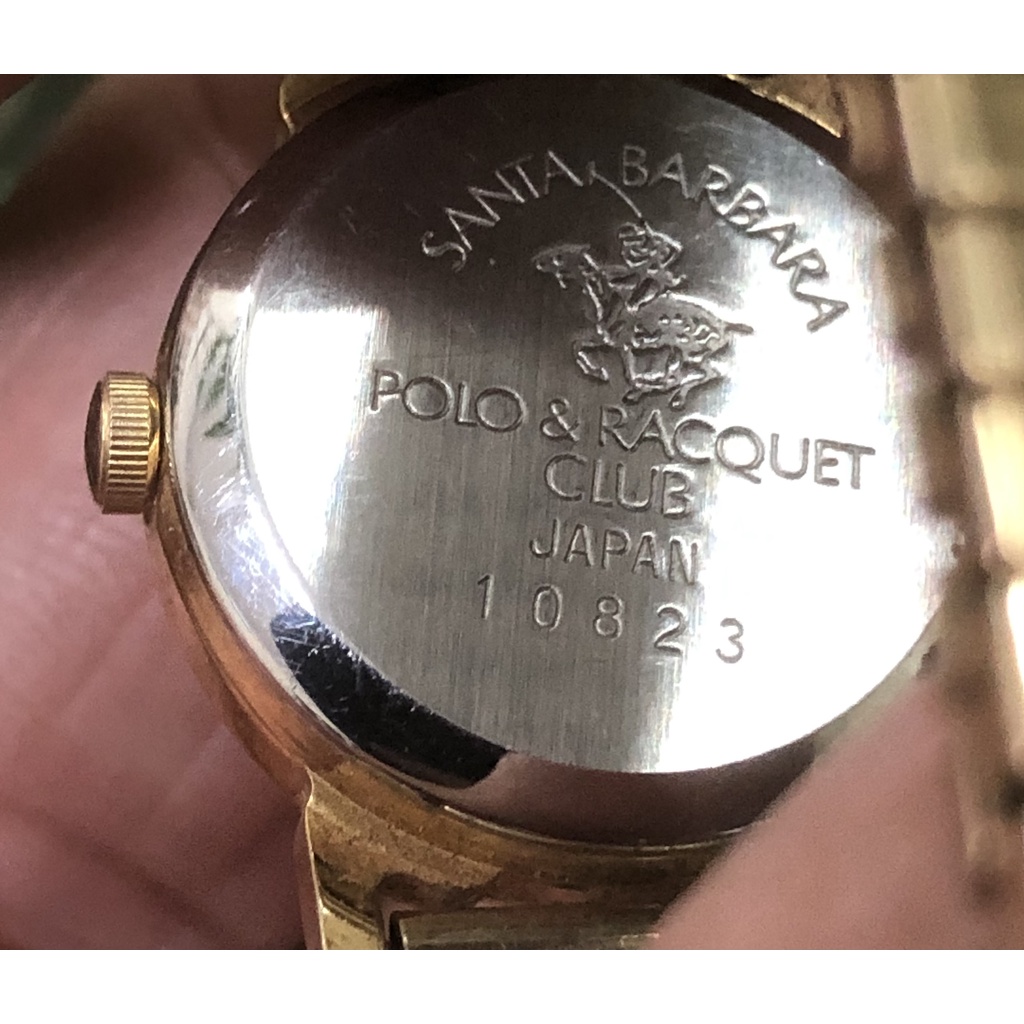 SANTA BARBARA
POLO & RACQUET
CLUB
JAPAN
10823